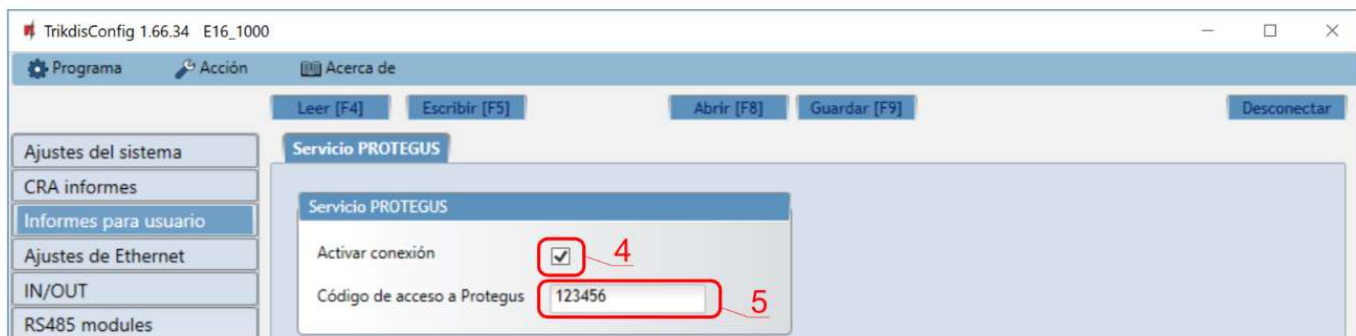 TrikdisConfig 1.66.34 E16_1000
Programa Acción Acerca de
Leer [F4] Escribir [F5] Abrir [F8] Guardar [F9] Desconectar
Ajustes del sistema
CRA informes
Informes para usuario
Ajustes de Ethernet
IN/OUT
RS485 modules
Servicio PROTEGUS
Servicio PROTEGUS
Activar conexión 4
Código de acceso a Protegus 123456 5